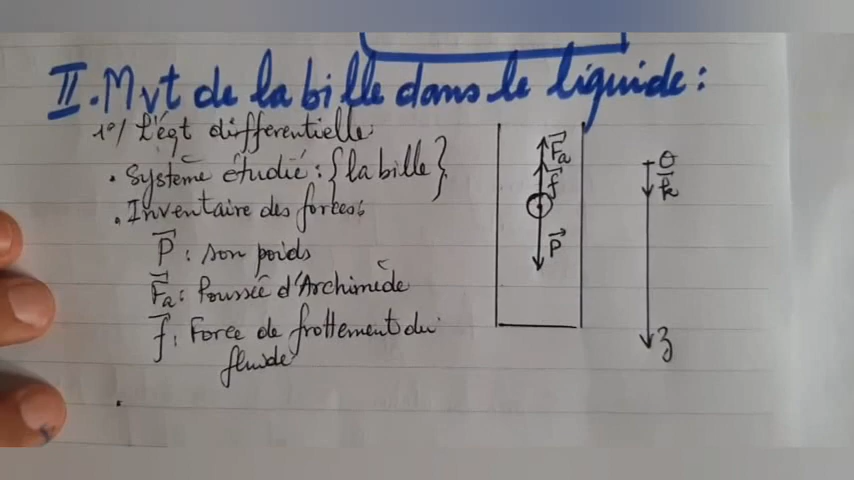 II. Mvt de la bille dans le liquide :
1°/ L'éqt différentielle
. Système étudié : {la bille}
. Inventaire des forces :
P : son poids
Fa : Poussée d'Archimède
f : Force de frottement du
fluide
Fa
f
P
O
k
z